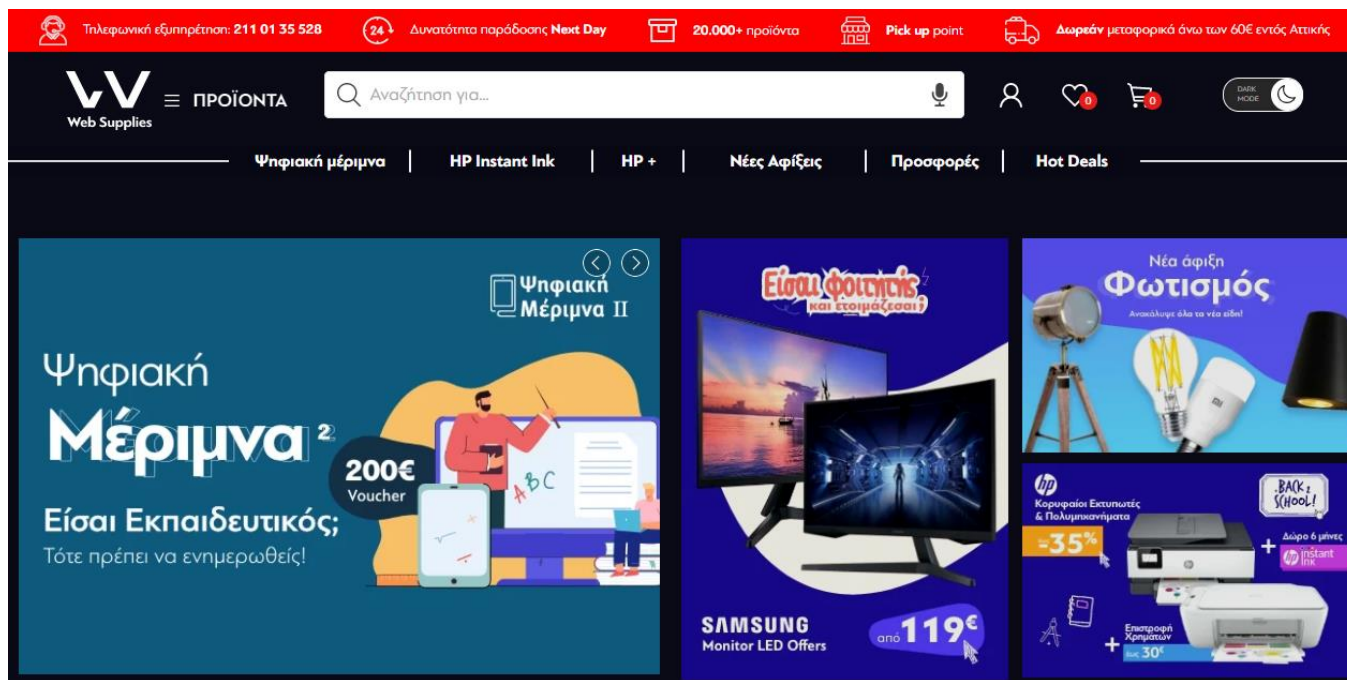 Τηλεφωνική εξυπηρέτηση: 211 01 35 528
24
Δυνατότητα παράδοσης Next Day
20.000+ προϊόντα
Pick up point
Δωρεάν μεταφορικά άνω των 60€ εντός Αττικής
Web Supplies
ΠΡΟΪΟΝΤΑ
Αναζήτηση για...
0
0
DARK
MODE
Ψηφιακή μέριμνα
HP Instant Ink
HP +
Νέες Αφίξεις
Προσφορές
Hot Deals
Ψηφιακή
Μέριμνα II
Ψηφιακή
Μέριμνα 2
200€
Voucher
ABC
Είσαι Εκπαιδευτικός;
Τότε πρέπει να ενημερωθείς!
Είσαι φοιτητής
και ετοιμάζεσαι;
SAMSUNG
Monitor LED Offers
από 119€
Νέα άφιξη
Φωτισμός
Ανακάλυψε όλα τα νέα είδη!
hp
Κορυφαίοι Εκτυπωτές
& Πολυμηχανήματα
-35%
BACK 2
SCHOOL!
+ Δώρο 6 μήνες
hp instant
ink
+ Επιστροφή
Χρημάτων
έως 30€